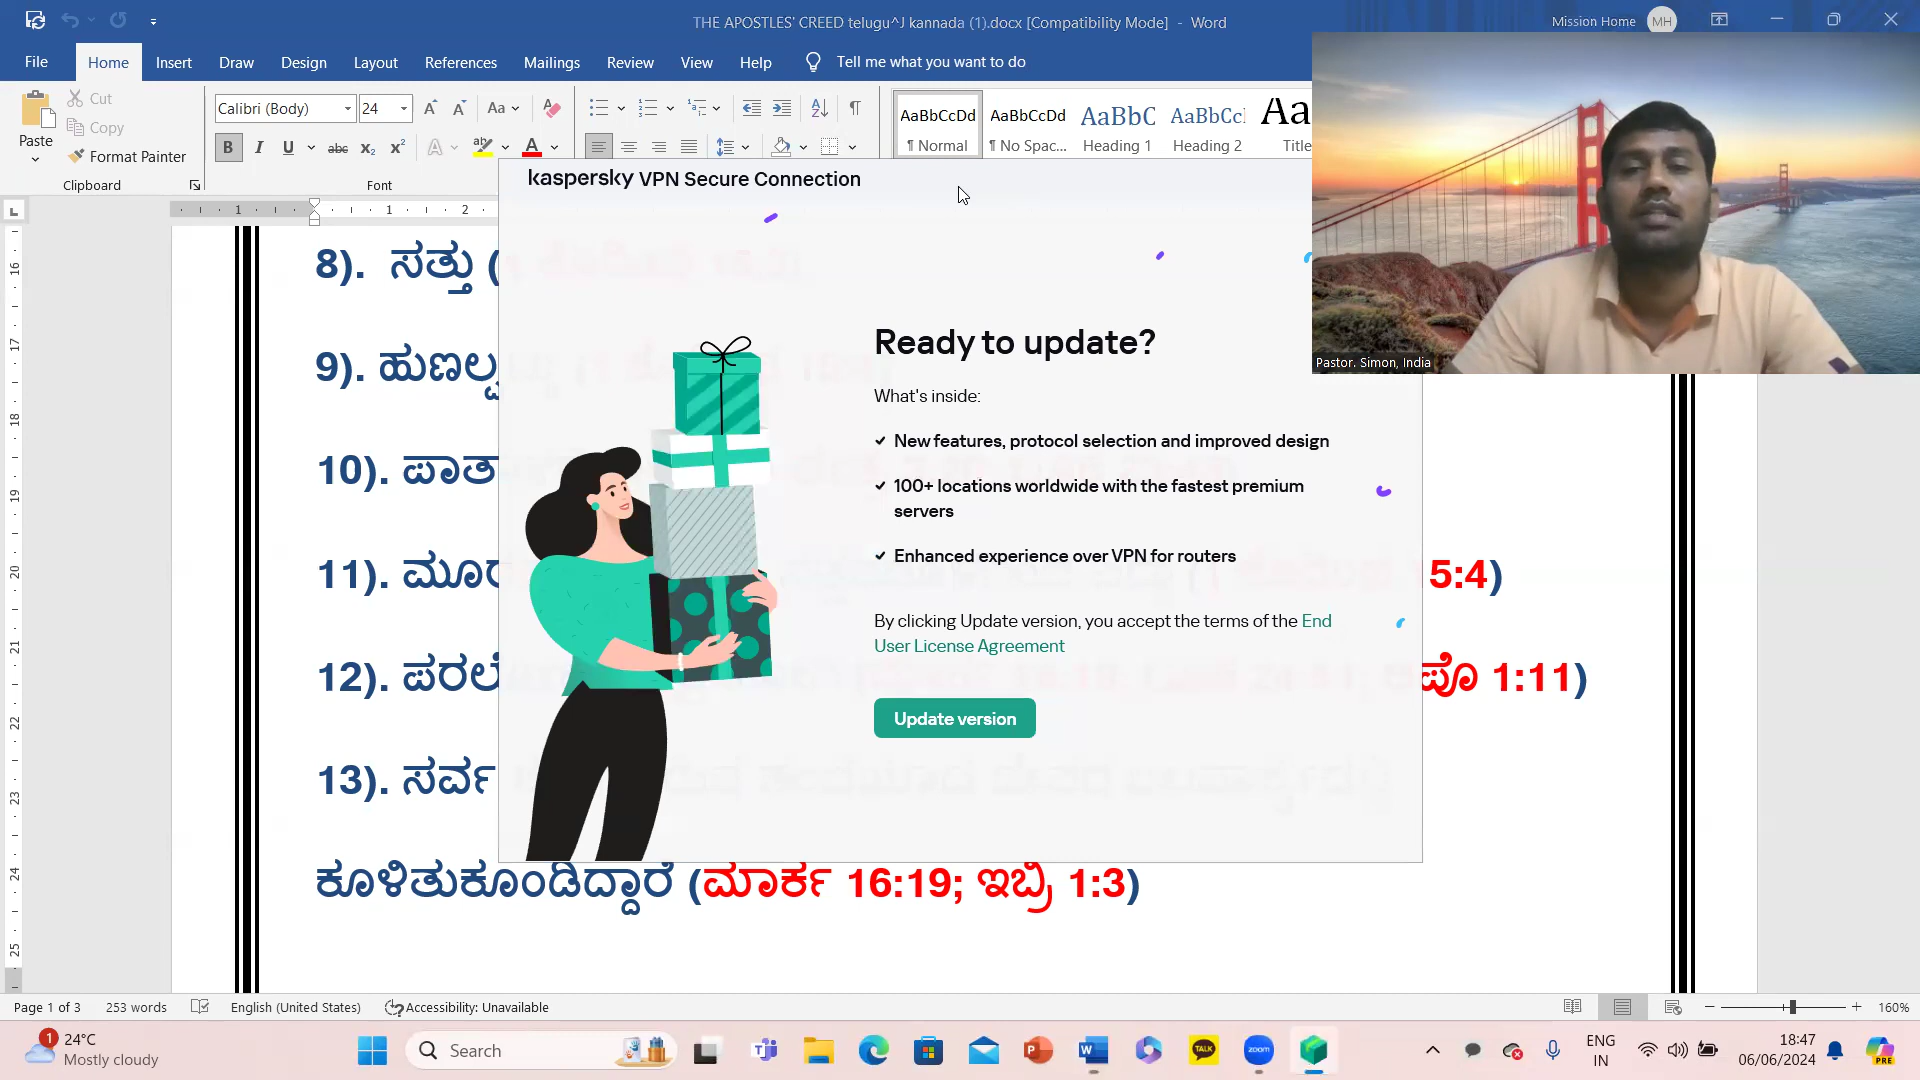 THE APOSTLES' CREED telugu^J kannada (1).docx [Compatibility Mode] - Word
Mission Home MH
File Home Insert Draw Design Layout References Mailings Review View Help Tell me what you want to do
Cut
Copy
Paste
Format Painter
Clipboard
Calibri (Body) 24
Aa
Font
AaBbCcDd
¶ Normal
AaBbCcDd
¶ No Spac...
AaBbC
Heading 1
AaBbCcl
Heading 2
Title
Pastor. Simon, India
kaspersky VPN Secure Connection
Ready to update?
What's inside:
New features, protocol selection and improved design
100+ locations worldwide with the fastest premium
servers
Enhanced experience over VPN for routers
By clicking Update version, you accept the terms of the End
User License Agreement
Update version
8). ಸತ್ತು (
9). ಹುಣಲ್ಪ
10). ಪಾತ
11). ಮೂರ 5:4)
12). ಪರಲೆ ಪೊ 1:11)
13). ಸರ್ವ
ಕೂಳಿತುಕೂಂಡಿದ್ದಾರೆ (ಮಾರ್ಕ 16:19; ಇಬ್ರಿ 1:3)
Page 1 of 3 253 words English (United States) Accessibility: Unavailable 160%
1 24°C
Mostly cloudy
Search
TALK
zoom
ENG
IN
18:47
06/06/2024
PRE